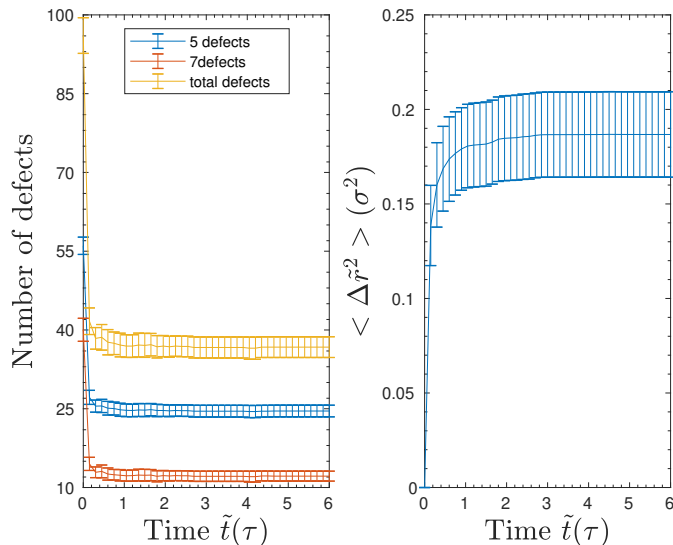 100
85
70
55
40
25
10
Number of defects
5 defects
7defects
total defects
0 1 2 3 4 5 6
Time t̃(τ)
0.25
0.2
0.15
0.1
0.05
0
< Δr̃² > (σ²)
0 1 2 3 4 5 6
Time t̃(τ)